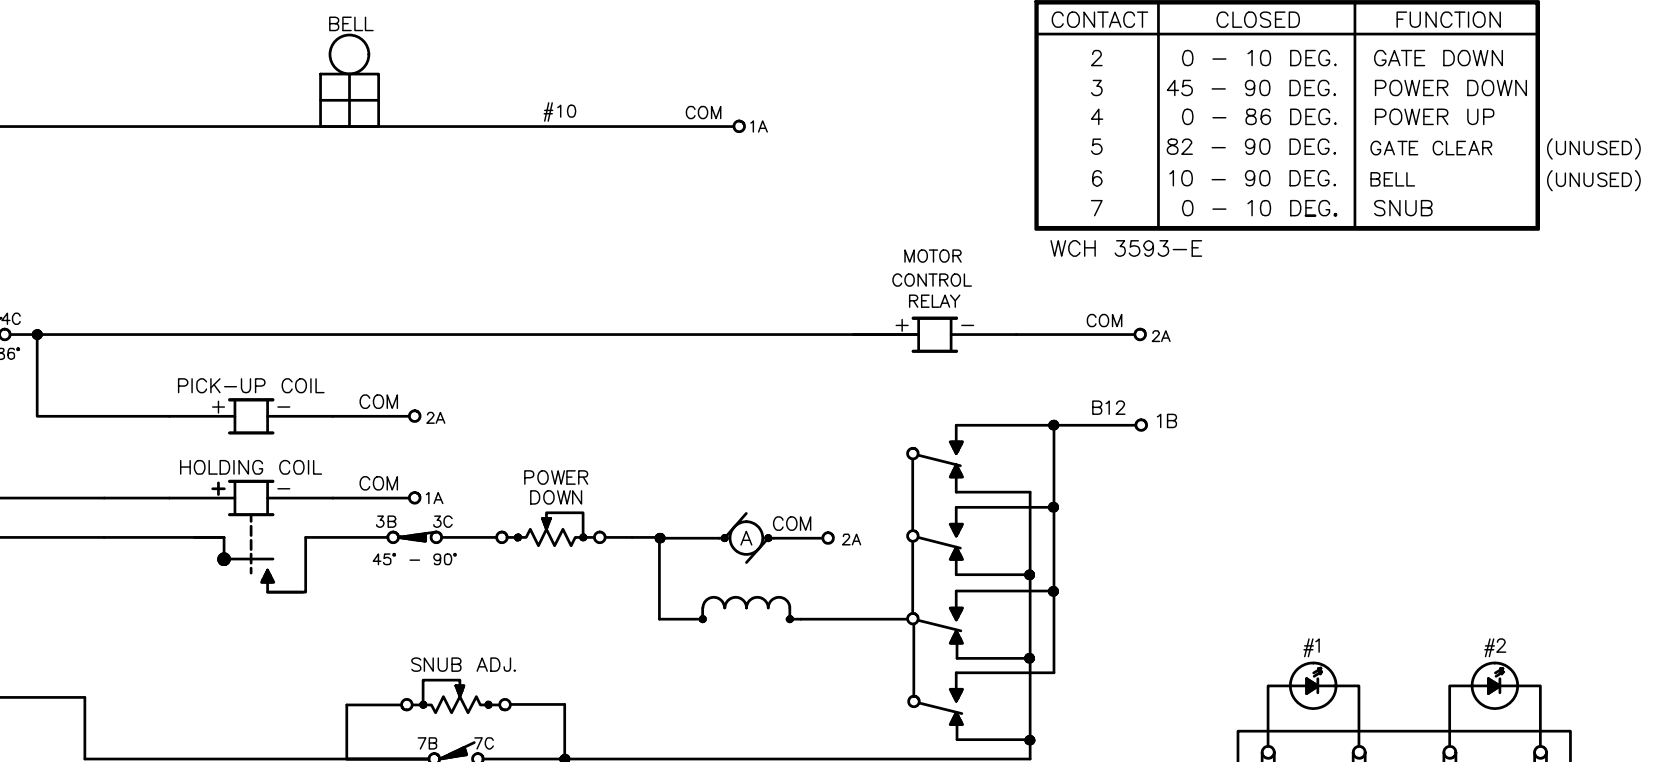 BELL
#10
COM
1A
CONTACT CLOSED FUNCTION
2 0 - 10 DEG. GATE DOWN
3 45 - 90 DEG. POWER DOWN
4 0 - 86 DEG. POWER UP
5 82 - 90 DEG. GATE CLEAR (UNUSED)
6 10 - 90 DEG. BELL (UNUSED)
7 0 - 10 DEG. SNUB
WCH 3593-E
MOTOR
CONTROL
RELAY
+ -
COM
2A
4C
36°
PICK-UP COIL
+ -
COM
2A
B12
1B
HOLDING COIL
+ -
COM
1A
POWER
DOWN
3B 3C
45° - 90°
A
COM
2A
SNUB ADJ.
7B 7C
#1
#2